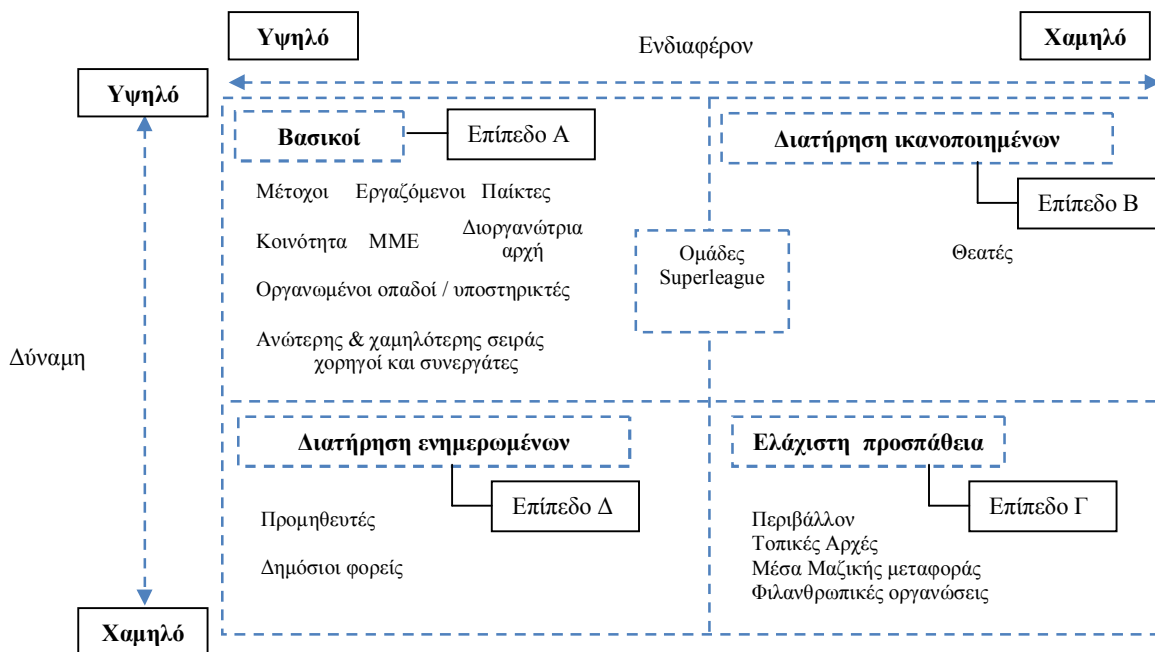 Υψηλό
Ενδιαφέρον
Χαμηλό
Υψηλό
Βασικοί
Επίπεδο Α
Διατήρηση ικανοποιημένων
Επίπεδο Β
Μέτοχοι Εργαζόμενοι Παίκτες
Κοινότητα ΜΜΕ Διοργανώτρια
αρχή
Οργανωμένοι οπαδοί / υποστηρικτές
Ανώτερης & χαμηλότερης σειράς
χορηγοί και συνεργάτες
Ομάδες
Superleague
Θεατές
Δύναμη
Διατήρηση ενημερωμένων
Επίπεδο Δ
Προμηθευτές
Δημόσιοι φορείς
Ελάχιστη προσπάθεια
Επίπεδο Γ
Περιβάλλον
Τοπικές Αρχές
Μέσα Μαζικής μεταφοράς
Φιλανθρωπικές οργανώσεις
Χαμηλό